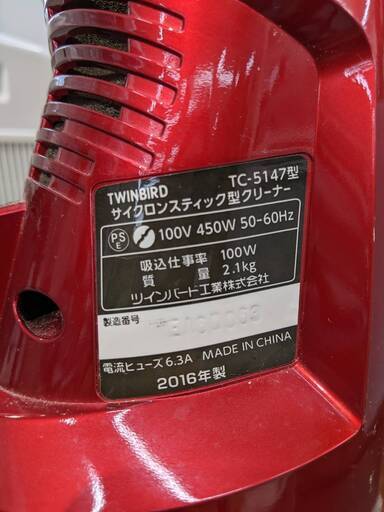 TWINBIRD TC-5147型
サイクロンスティック型クリーナー
PS E 100V 450W 50-60Hz
吸込仕事率 100W
質量 2.1kg
ツインバード工業株式会社
製造番号
電流ヒューズ6.3A MADE IN CHINA
2016年製